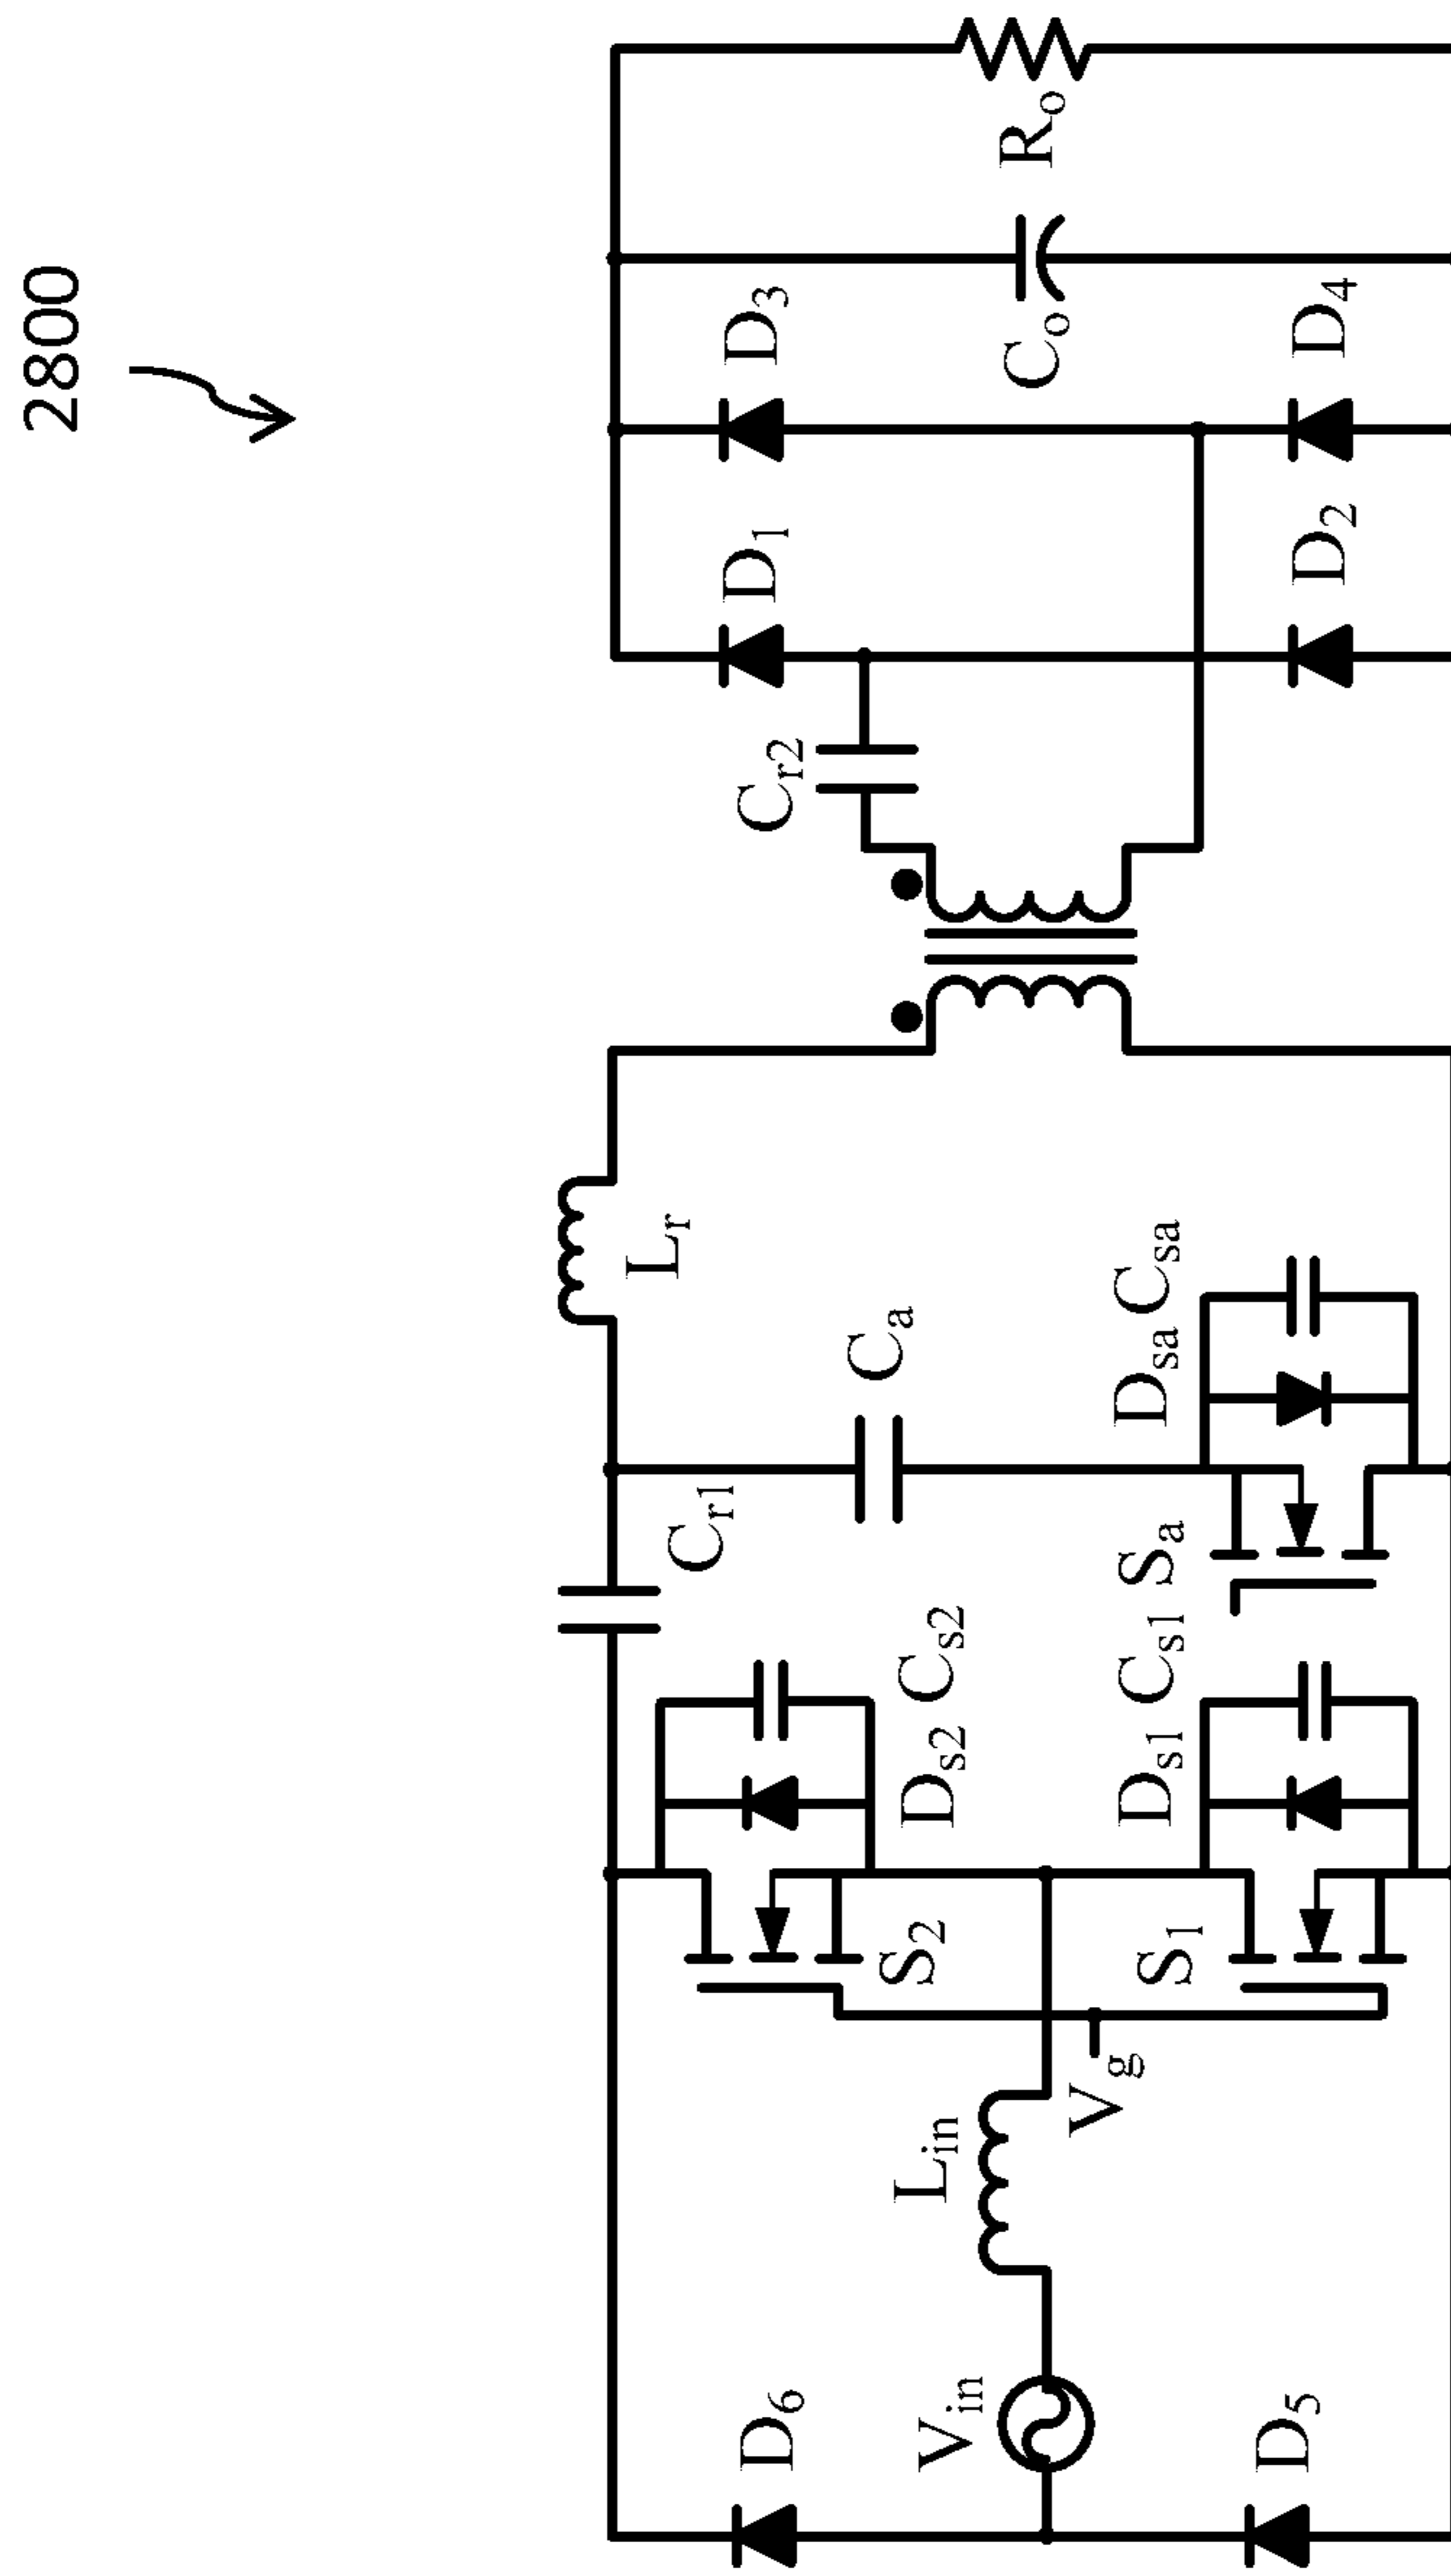 2800
D6
Vin
D5
Lin
Vg
S2
S1
Ds2 Cs2
Ds1 Cs1
Cr1
Sa
Ca
Dsa Csa
Lr
Cr2
D1
D2
D3
D4
Co
Ro